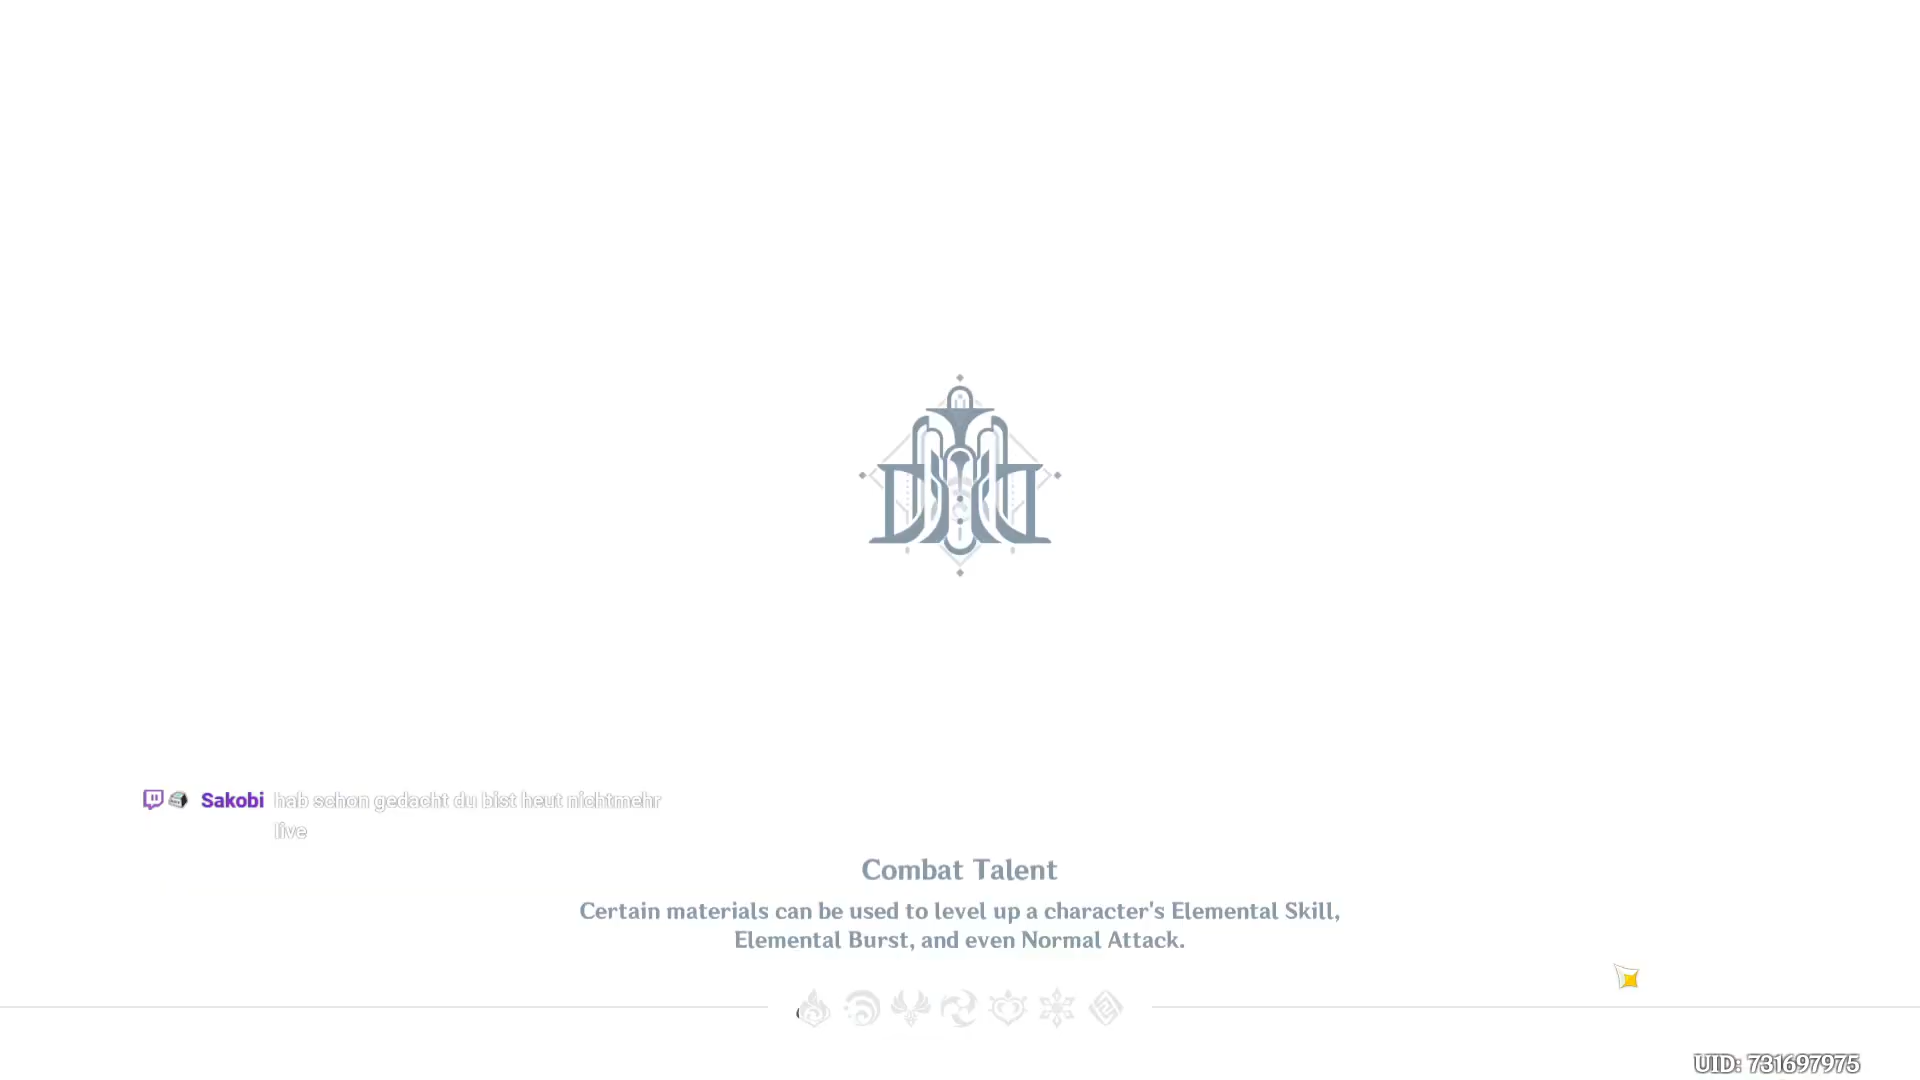 Sakobi hab schon gedacht du bist heut nichtmehr
live
Combat Talent
Certain materials can be used to level up a character's Elemental Skill,
Elemental Burst, and even Normal Attack.
UID: 731697975